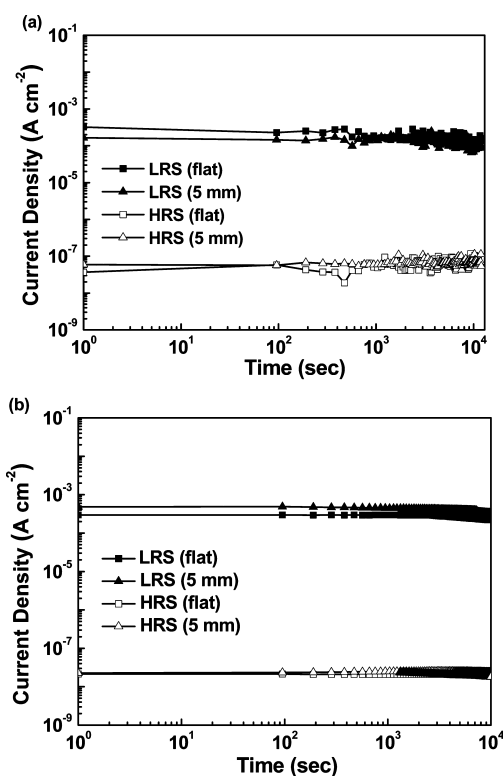 (a)
10^-1
10^-3
10^-5
10^-7
10^-9
Current Density (A cm^-2)
LRS (flat)
LRS (5 mm)
HRS (flat)
HRS (5 mm)
10^0 10^1 10^2 10^3 10^4
Time (sec)
(b)
10^-1
10^-3
10^-5
10^-7
10^-9
Current Density (A cm^-2)
LRS (flat)
LRS (5 mm)
HRS (flat)
HRS (5 mm)
10^0 10^1 10^2 10^3 10^4
Time (sec)